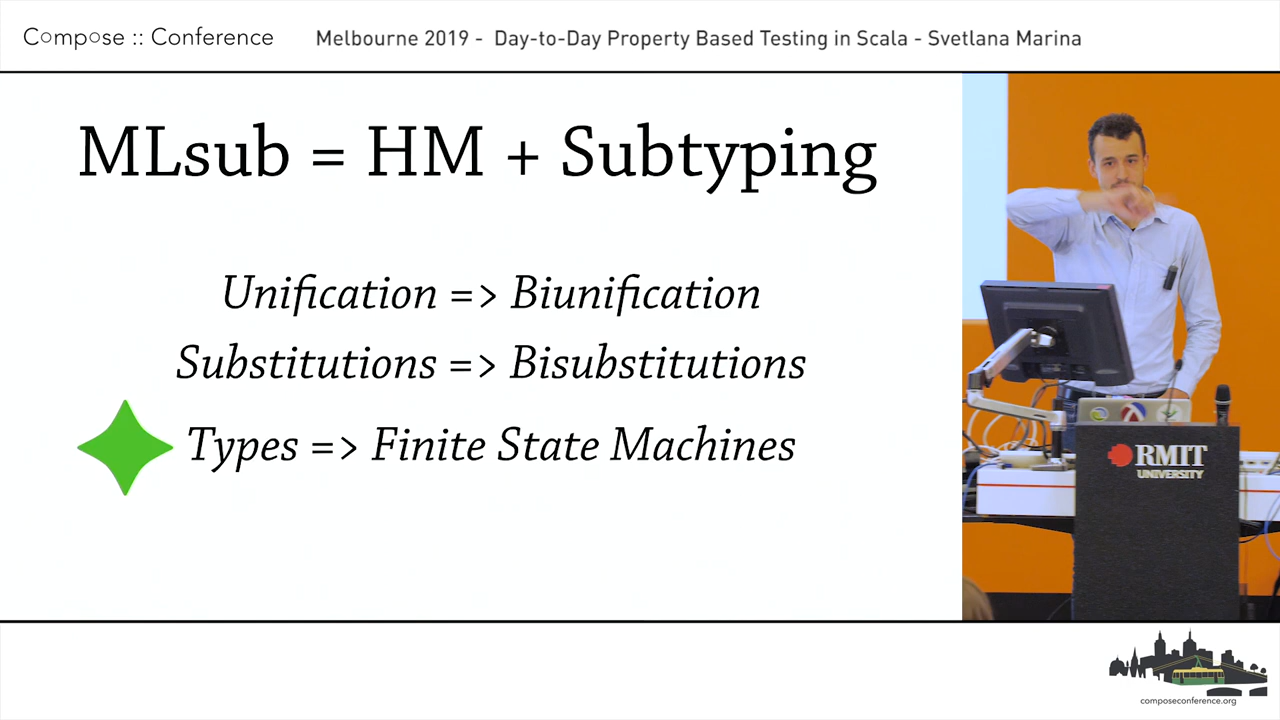 Compose :: Conference
Melbourne 2019 - Day-to-Day Property Based Testing in Scala - Svetlana Marina
MLsub = HM + Subtyping
Unification => Biunification
Substitutions => Bisubstitutions
Types => Finite State Machines
RMIT
UNIVERSITY
composeconference.org